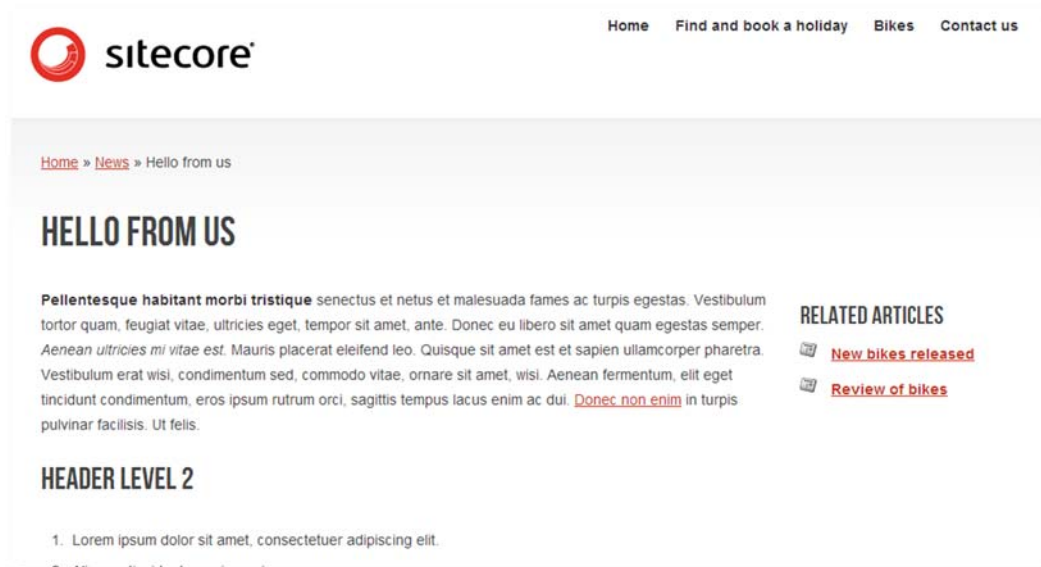 sitecore
Home Find and book a holiday Bikes Contact us
Home » News » Hello from us
HELLO FROM US
Pellentesque habitant morbi tristique senectus et netus et malesuada fames ac turpis egestas. Vestibulum
tortor quam, feugiat vitae, ultricies eget, tempor sit amet, ante. Donec eu libero sit amet quam egestas semper.
Aenean ultricies mi vitae est. Mauris placerat eleifend leo. Quisque sit amet est et sapien ullamcorper pharetra.
Vestibulum erat wisi, condimentum sed, commodo vitae, ornare sit amet, wisi. Aenean fermentum, elit eget
tincidunt condimentum, eros ipsum rutrum orci, sagittis tempus lacus enim ac dui. Donec non enim in turpis
pulvinar facilisis. Ut felis.
RELATED ARTICLES
New bikes released
Review of bikes
HEADER LEVEL 2
1. Lorem ipsum dolor sit amet, consectetuer adipiscing elit.